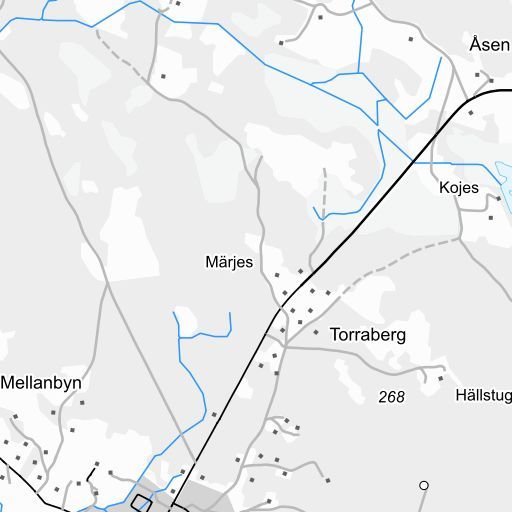 Åsen
Kojes
Märjes
Torraberg
Mellanbyn
268
Hällstug